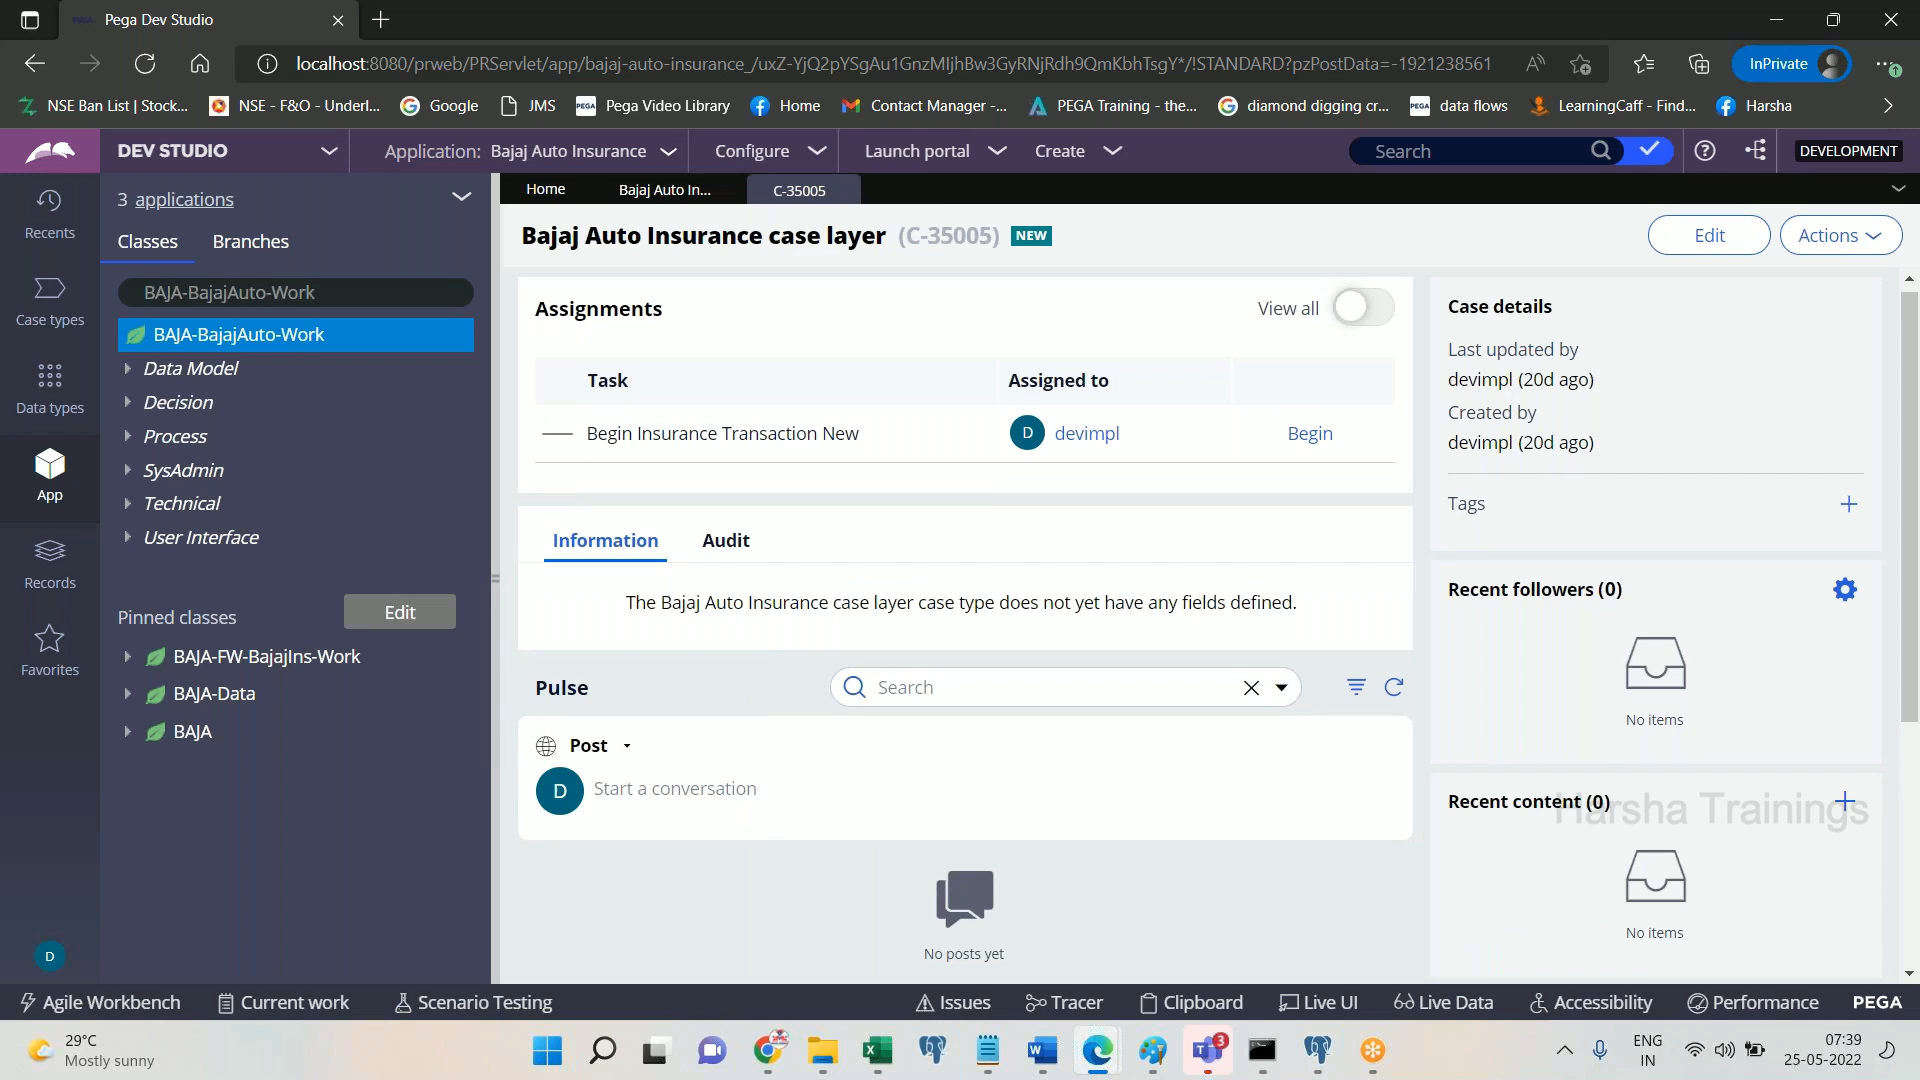 Pega Dev Studio
localhost:8080/prweb/PRServlet/app/bajaj-auto-insurance_/uxZ-YjQ2pYSgAu1GnzMIjhBw3GyRNjRdh9QmKbhTsgY*/!STANDARD?pzPostData=-1921238561
InPrivate
NSE Ban List | Stock...
NSE - F&O - Underl...
Google
JMS
Pega Video Library
Home
Contact Manager -...
PEGA Training - the...
diamond digging cr...
data flows
LearningCaff - Find...
Harsha
DEV STUDIO
Application: Bajaj Auto Insurance
Configure
Launch portal
Create
Search
DEVELOPMENT
Recents
Case types
Data types
App
Records
Favorites
D
3 applications
Classes
Branches
BAJA-BajajAuto-Work
BAJA-BajajAuto-Work
Data Model
Decision
Process
SysAdmin
Technical
User Interface
Pinned classes
Edit
BAJA-FW-BajajIns-Work
BAJA-Data
BAJA
Home
Bajaj Auto In...
C-35005
Bajaj Auto Insurance case layer (C-35005) NEW
Edit
Actions
Assignments
View all
Task
Assigned to
Begin Insurance Transaction New
D devimpl
Begin
Information
Audit
The Bajaj Auto Insurance case layer case type does not yet have any fields defined.
Pulse
Search
Post
D
Start a conversation
No posts yet
Case details
Last updated by
devimpl (20d ago)
Created by
devimpl (20d ago)
Tags
Recent followers (0)
No items
Recent content (0)
Harsha Trainings
No items
Agile Workbench
Current work
Scenario Testing
Issues
Tracer
Clipboard
Live UI
Live Data
Accessibility
Performance
PEGA
29°C
Mostly sunny
3
ENG
IN
07:39
25-05-2022